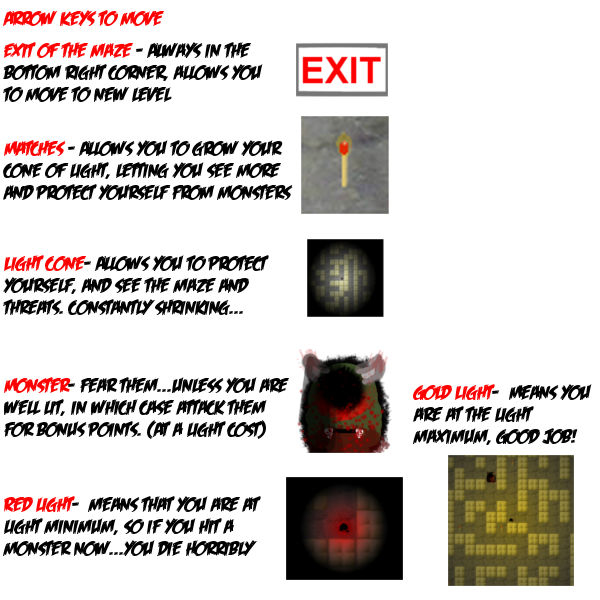 ARROW KEYS TO MOVE
EXIT OF THE MAZE - ALWAYS IN THE
BOTTOM RIGHT CORNER, ALLOWS YOU
TO MOVE TO NEW LEVEL
EXIT
MATCHES - ALLOWS YOU TO GROW YOUR
CONE OF LIGHT, LETTING YOU SEE MORE
AND PROTECT YOURSELF FROM MONSTERS
LIGHT CONE- ALLOWS YOU TO PROTECT
YOURSELF, AND SEE THE MAZE AND
THREATS. CONSTANTLY SHRINKING...
MONSTER- FEAR THEM...UNLESS YOU ARE
WELL LIT, IN WHICH CASE ATTACK THEM
FOR BONUS POINTS. (AT A LIGHT COST)
GOLD LIGHT- MEANS YOU
ARE AT THE LIGHT
MAXIMUM, GOOD JOB!
RED LIGHT- MEANS THAT YOU ARE AT
LIGHT MINIMUM, SO IF YOU HIT A
MONSTER NOW...YOU DIE HORRIBLY